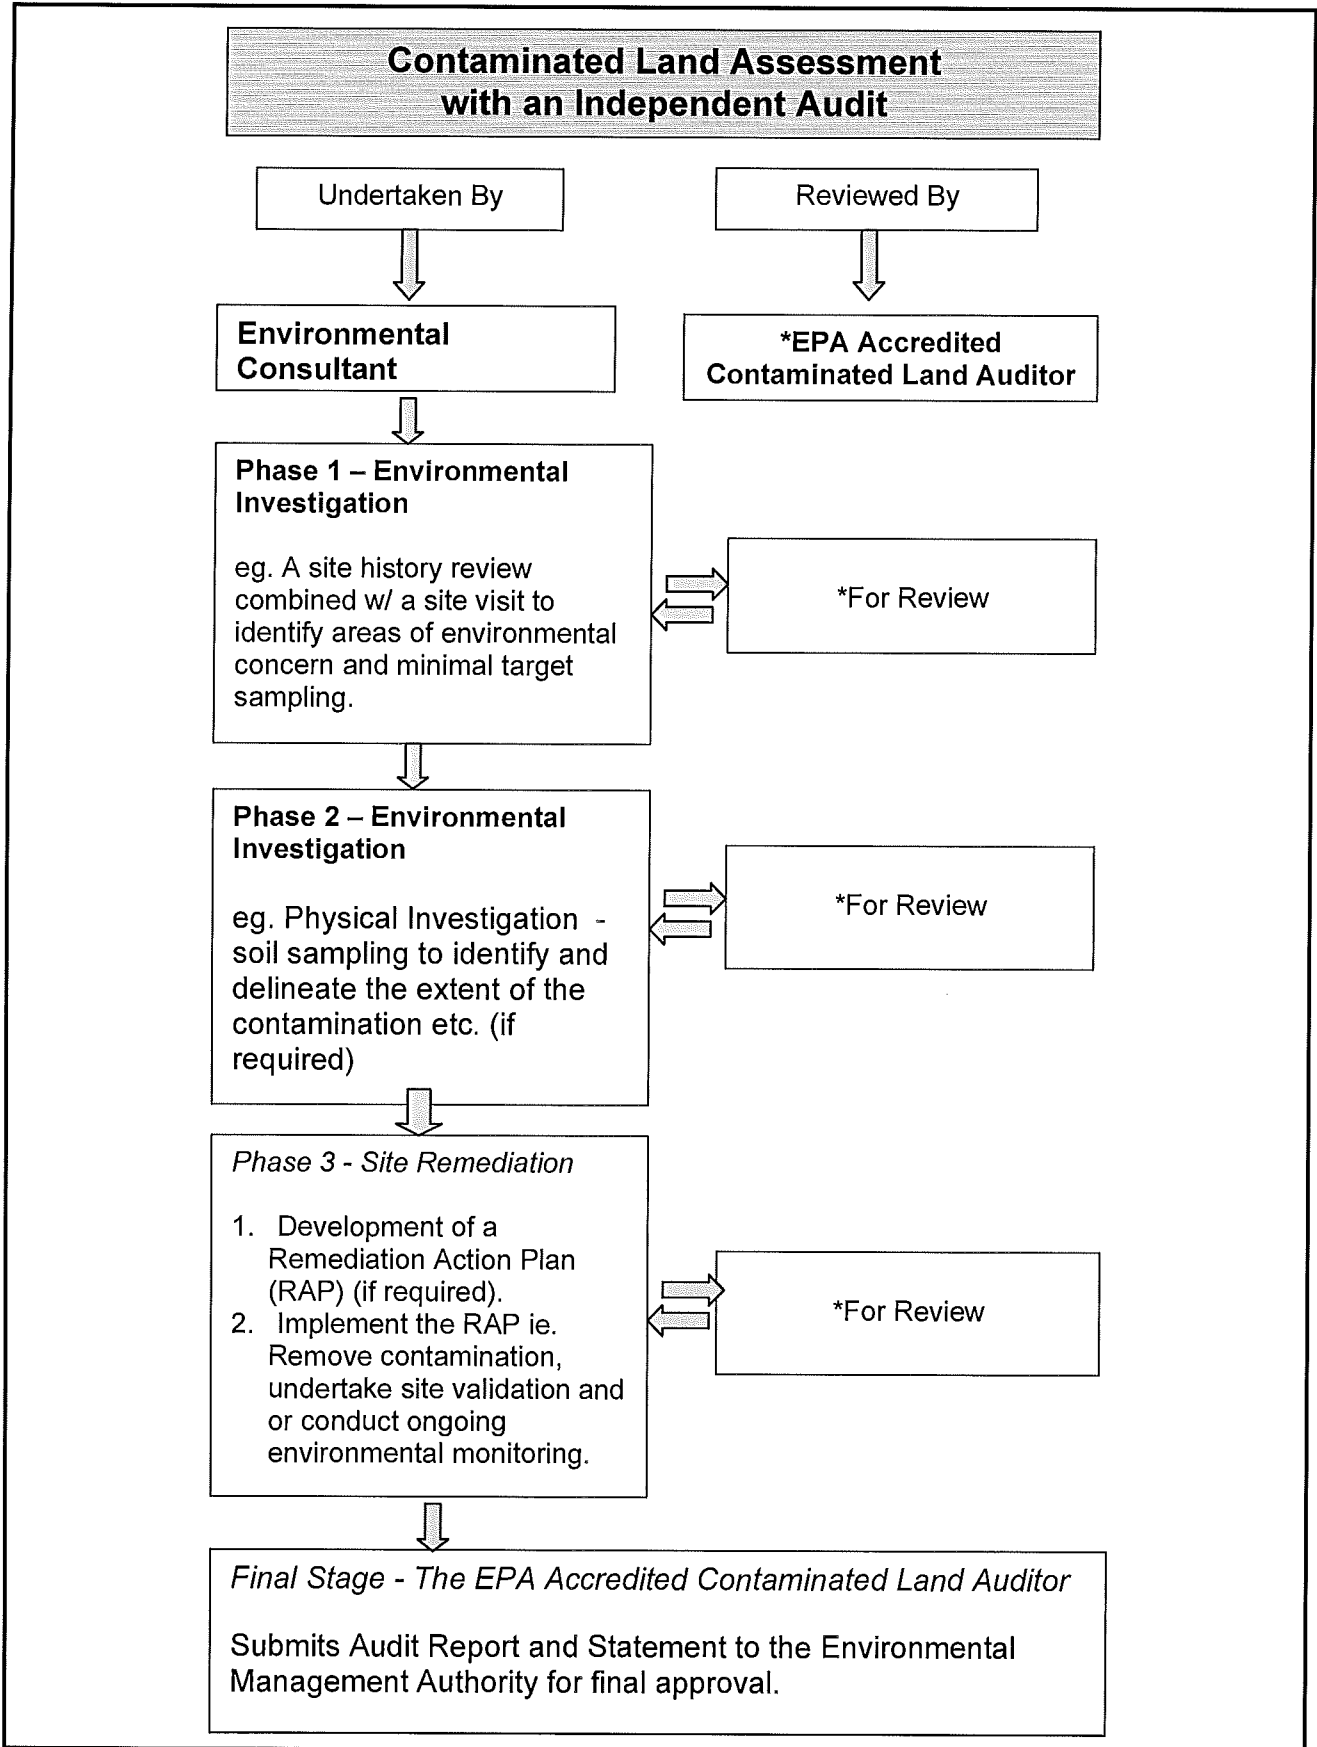 Contaminated Land Assessment
with an Independent Audit
Undertaken By
Reviewed By
Environmental
Consultant
*EPA Accredited
Contaminated Land Auditor
Phase 1 – Environmental
Investigation
eg. A site history review
combined w/ a site visit to
identify areas of environmental
concern and minimal target
sampling.
*For Review
Phase 2 – Environmental
Investigation
eg. Physical Investigation -
soil sampling to identify and
delineate the extent of the
contamination etc. (if
required)
*For Review
Phase 3 - Site Remediation
1. Development of a
Remediation Action Plan
(RAP) (if required).
2. Implement the RAP ie.
Remove contamination,
undertake site validation and
or conduct ongoing
environmental monitoring.
*For Review
Final Stage - The EPA Accredited Contaminated Land Auditor
Submits Audit Report and Statement to the Environmental
Management Authority for final approval.